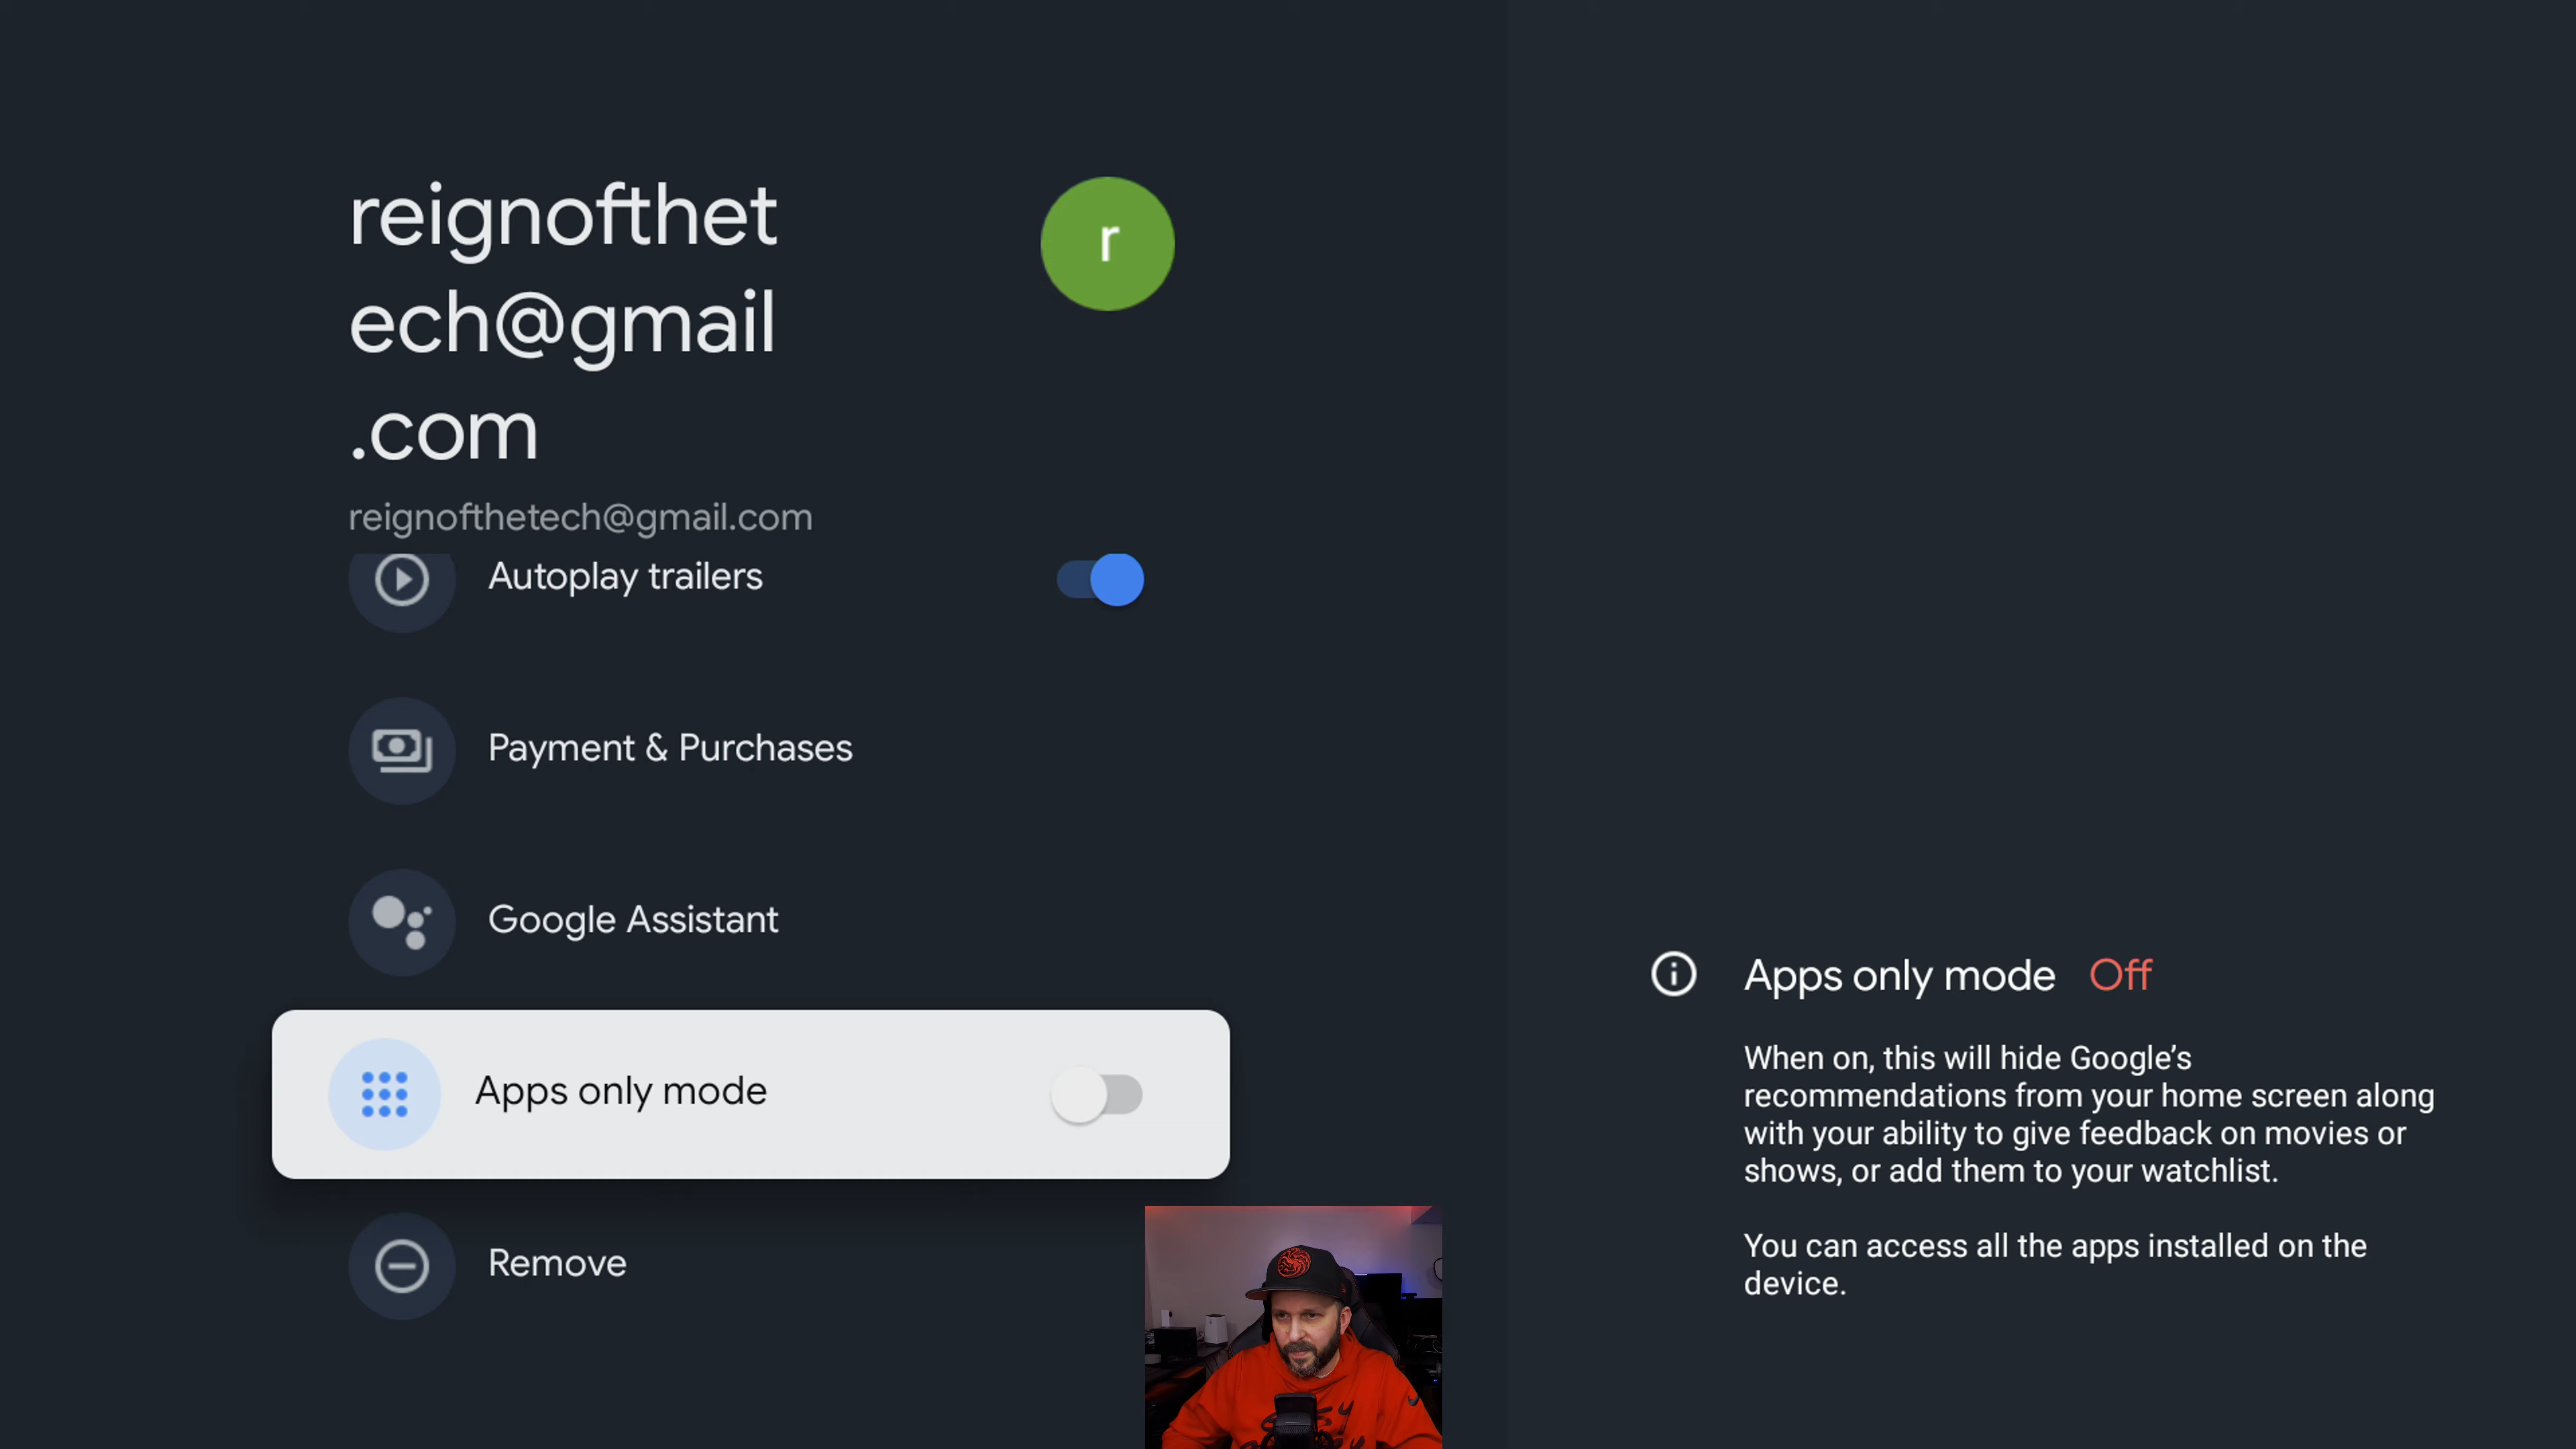 reignofthet
ech@gmail
.com
r
reignofthetech@gmail.com
Autoplay trailers
Payment & Purchases
Google Assistant
Apps only mode
Remove
Apps only mode Off
When on, this will hide Google’s
recommendations from your home screen along
with your ability to give feedback on movies or
shows, or add them to your watchlist.
You can access all the apps installed on the
device.